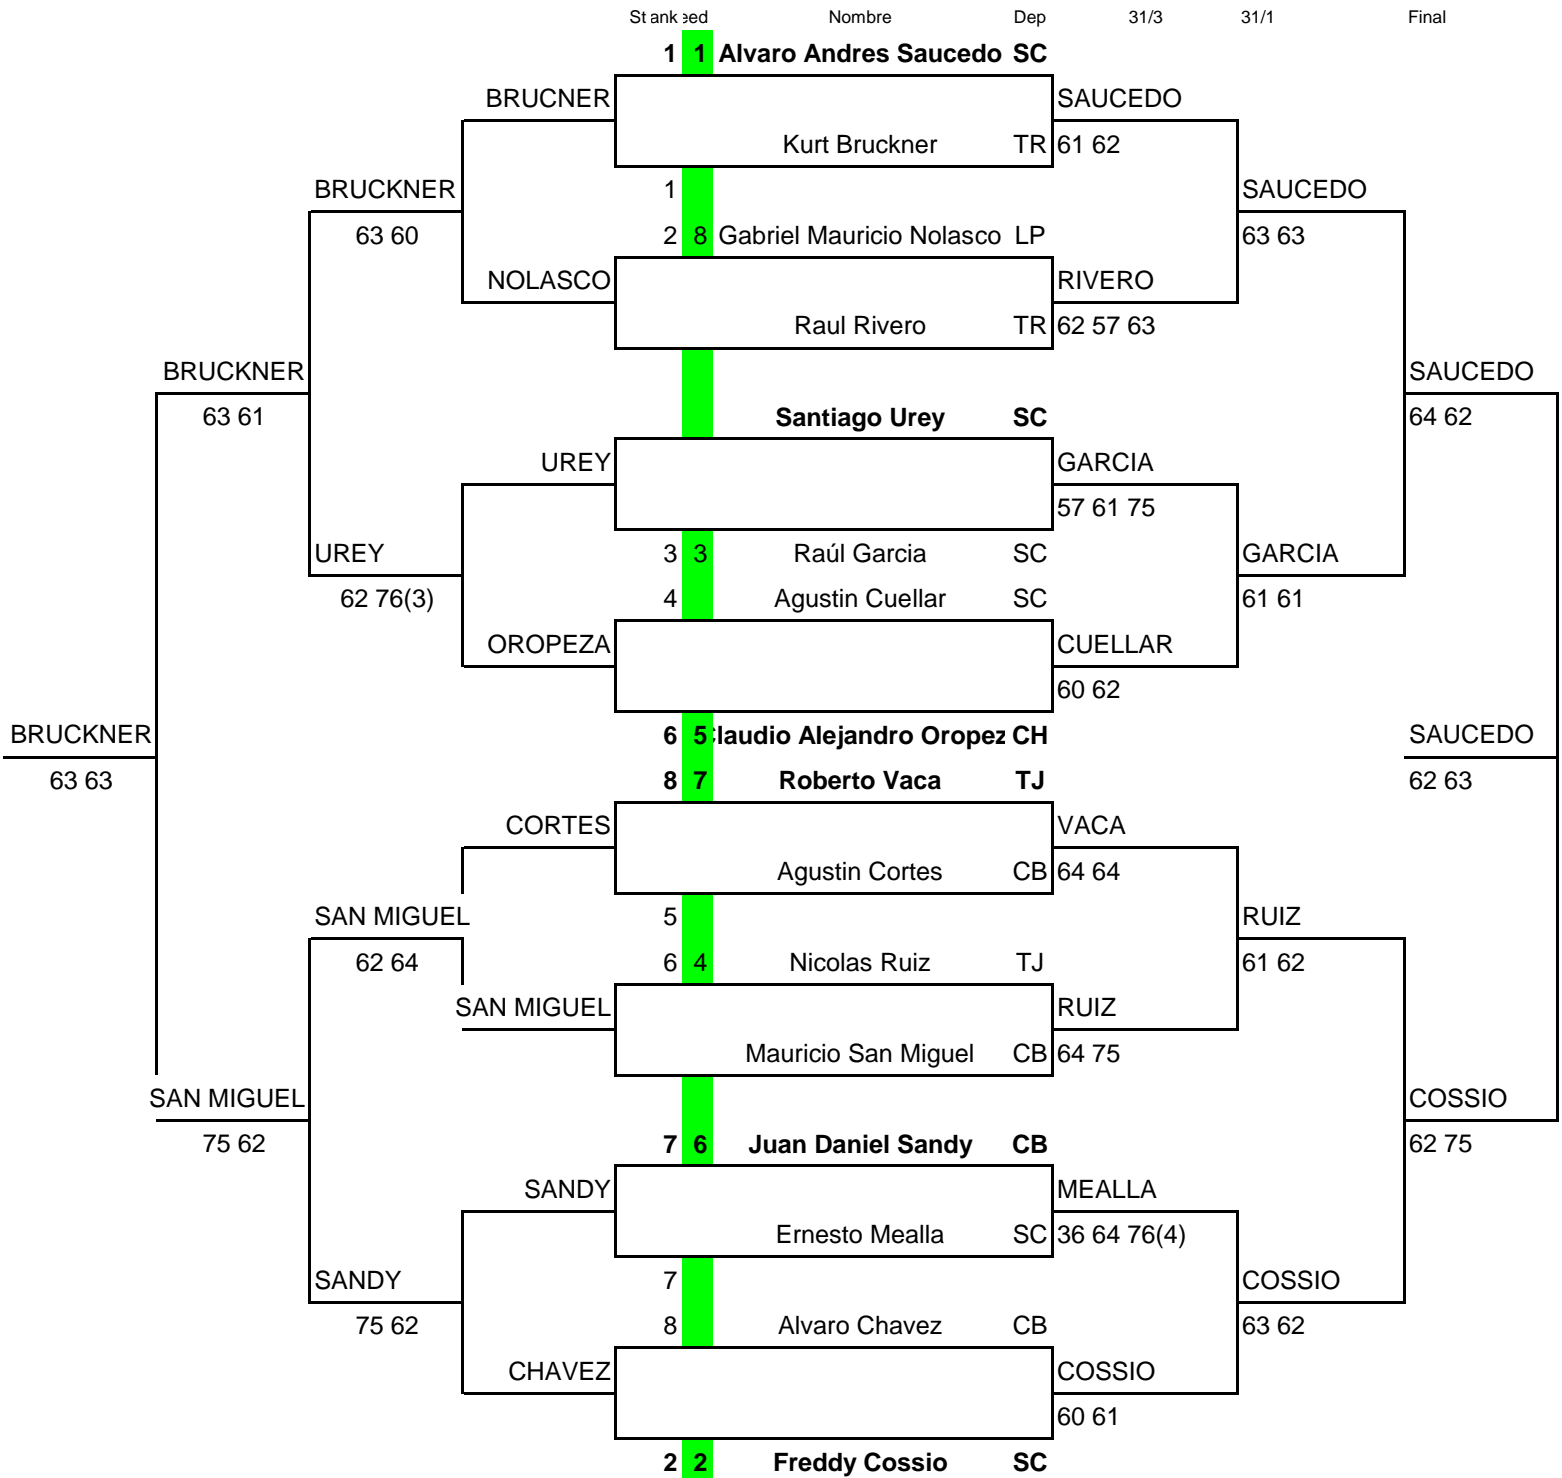 St ank eed Nombre Dep 31/3 31/1 Final
1 1 Alvaro Andres Saucedo SC
BRUCNER SAUCEDO
Kurt Bruckner TR 61 62
BRUCKNER 1 SAUCEDO
63 60 2 8 Gabriel Mauricio Nolasco LP 63 63
NOLASCO RIVERO
Raul Rivero TR 62 57 63
BRUCKNER SAUCEDO
63 61 Santiago Urey SC 64 62
UREY GARCIA
57 61 75
UREY 3 3 Raúl Garcia SC GARCIA
62 76(3) 4 Agustin Cuellar SC 61 61
OROPEZA CUELLAR
60 62
BRUCKNER 6 5 laudio Alejandro Oropez CH SAUCEDO
63 63 8 7 Roberto Vaca TJ 62 63
CORTES VACA
Agustin Cortes CB 64 64
SAN MIGUEL 5 RUIZ
62 64 6 4 Nicolas Ruiz TJ 61 62
SAN MIGUEL RUIZ
Mauricio San Miguel CB 64 75
SAN MIGUEL COSSIO
75 62 7 6 Juan Daniel Sandy CB 62 75
SANDY MEALLA
Ernesto Mealla SC 36 64 76(4)
SANDY 7 COSSIO
75 62 8 Alvaro Chavez CB 63 62
CHAVEZ COSSIO
60 61
2 2 Freddy Cossio SC